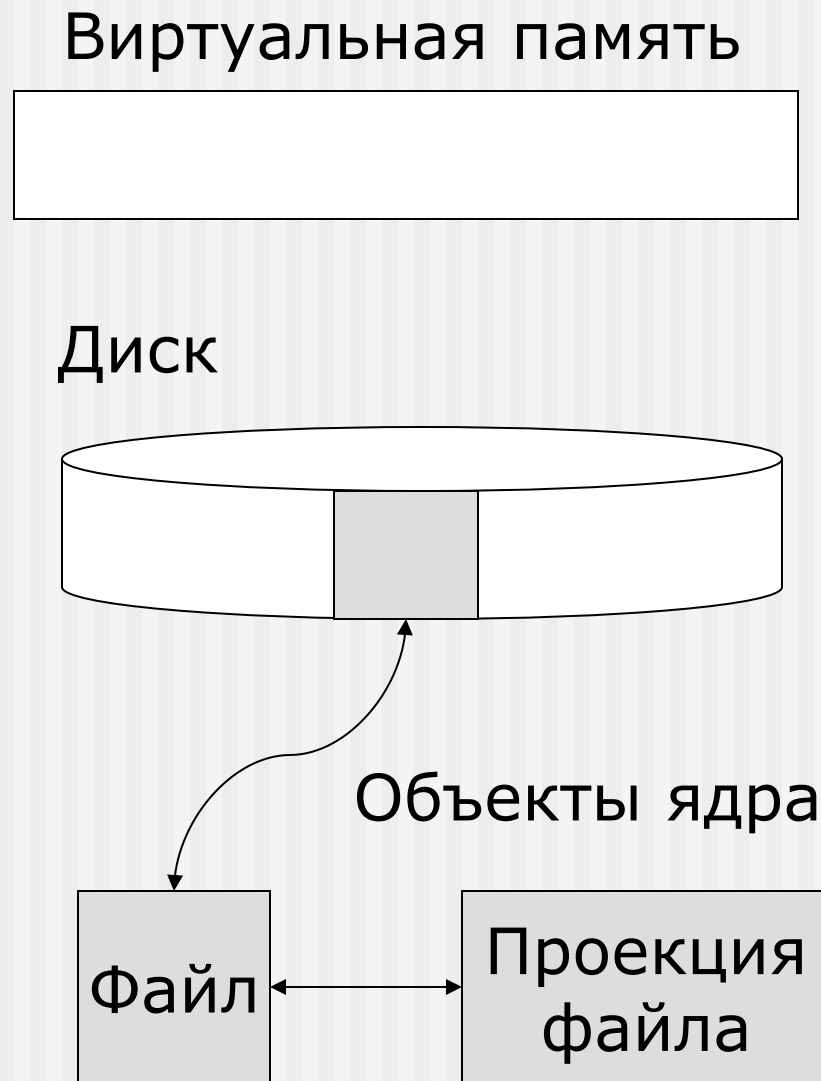 Виртуальная память
Диск
Объекты ядра
Файл
Проекция
файла